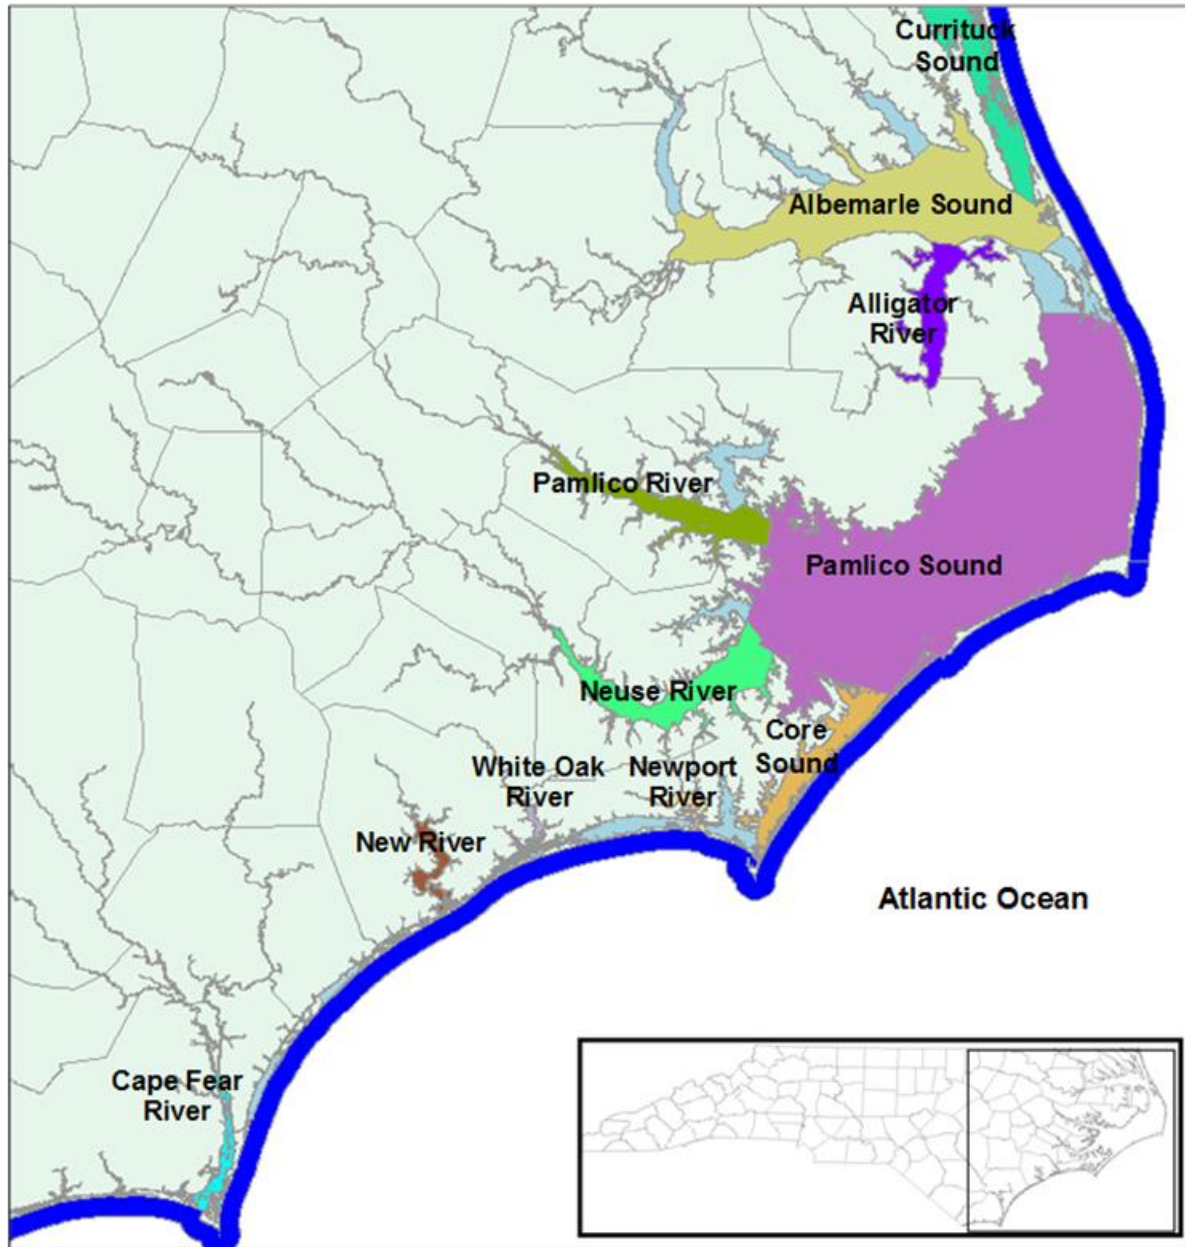 Currituck
Sound
Albemarle Sound
Alligator
River
Pamlico River
Pamlico Sound
Neuse River
Core
Sound
White Oak
River
Newport
River
New River
Atlantic Ocean
Cape Fear
River